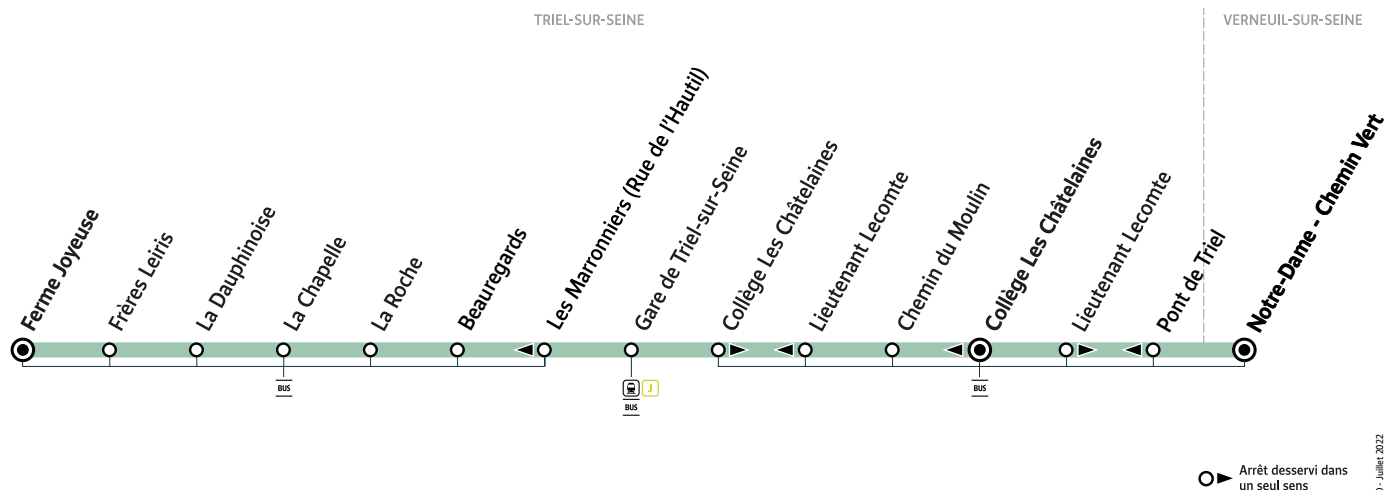 TRIEL-SUR-SEINE
VERNEUIL-SUR-SEINE
Ferme Joyeuse
Frères Leiris
La Dauphinoise
La Chapelle
La Roche
Beauregards
Les Marronniers (Rue de l'Hautil)
Gare de Triel-sur-Seine
Collège Les Châtelaines
Lieutenant Lecomte
Chemin du Moulin
Collège Les Châtelaines
Lieutenant Lecomte
Pont de Triel
Notre-Dame - Chemin Vert
BUS
J
BUS
BUS
Arrêt desservi dans
un seul sens
- Juillet 2022